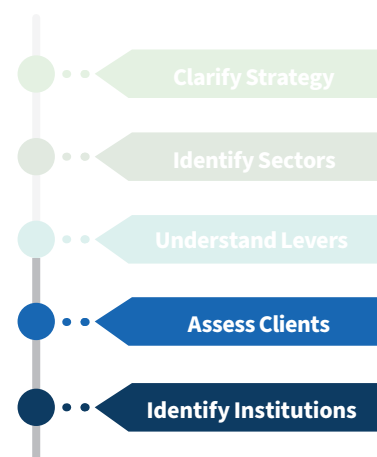 Clarify Strategy
Identify Sectors
Understand Levers
Assess Clients
Identify Institutions